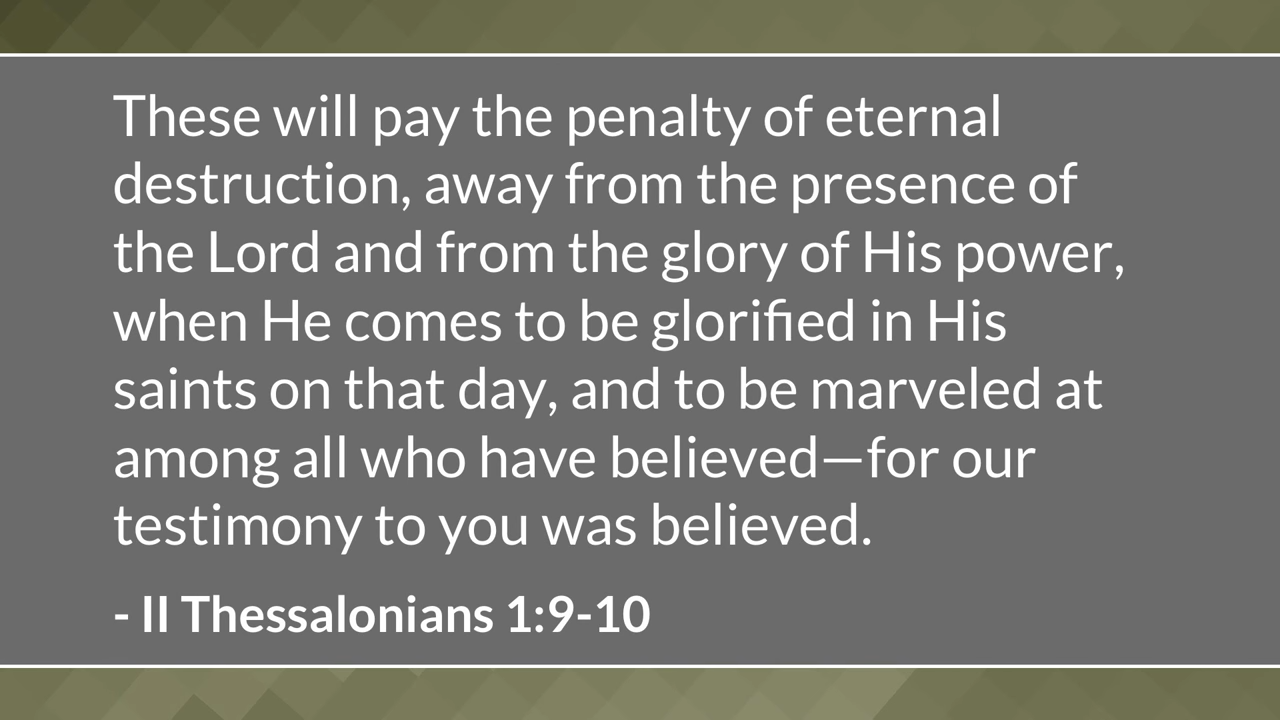 These will pay the penalty of eternal
destruction, away from the presence of
the Lord and from the glory of His power,
when He comes to be glorified in His
saints on that day, and to be marveled at
among all who have believed—for our
testimony to you was believed.
- II Thessalonians 1:9-10